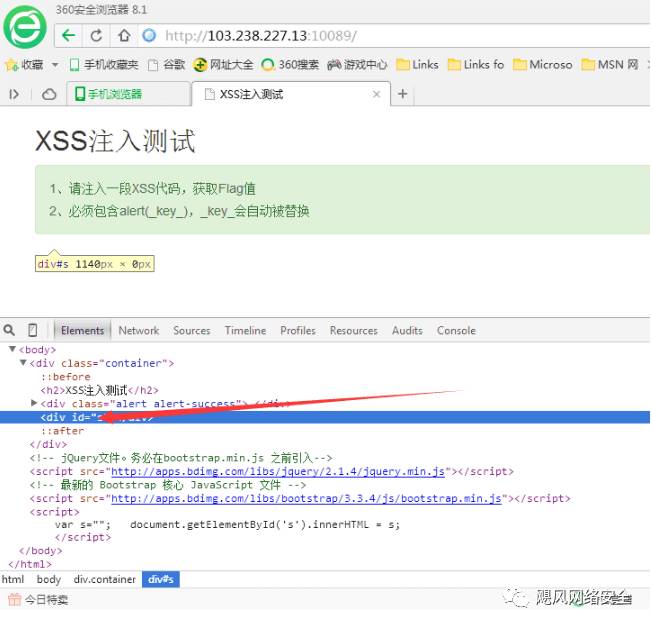 360安全浏览器 8.1
http://103.238.227.13:10089/
收藏 手机收藏夹 谷歌 网址大全 360搜索 游戏中心 Links Links fo Microso MSN 网
手机浏览器 XSS注入测试
XSS注入测试
1、请注入一段XSS代码，获取Flag值
2、必须包含alert(_key_)，_key_会自动被替换
div#s 1140px × 0px
Elements Network Sources Timeline Profiles Resources Audits Console
<body>
<div class="container">
::before
<h2>XSS注入测试</h2>
<div class="alert alert-success"> </div>
<div id="s
::after
</div>
<!-- jQuery文件。务必在bootstrap.min.js 之前引入-->
<script src="http://apps.bdimg.com/libs/jquery/2.1.4/jquery.min.js"></script>
<!-- 最新的 Bootstrap 核心 JavaScript 文件 -->
<script src="http://apps.bdimg.com/libs/bootstrap/3.3.4/js/bootstrap.min.js"></script>
<script>
var s=""; document.getElementById('s').innerHTML = s;
</script>
</body>
</html>
html body div.container div#s
今日特卖
飓风网络安全